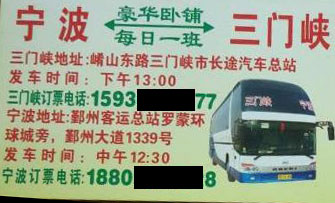 宁波 豪华卧铺 三门峡
每日一班
三门峡地址:崤山东路三门峡市长途汽车总站
发车时间: 下午13:00
三门峡订票电话:1593 77
宁波地址:鄞州客运总站罗蒙环
球城旁，鄞州大道1339号
发车时间: 中午12:30
宁波订票电话:1880 8
三门峡